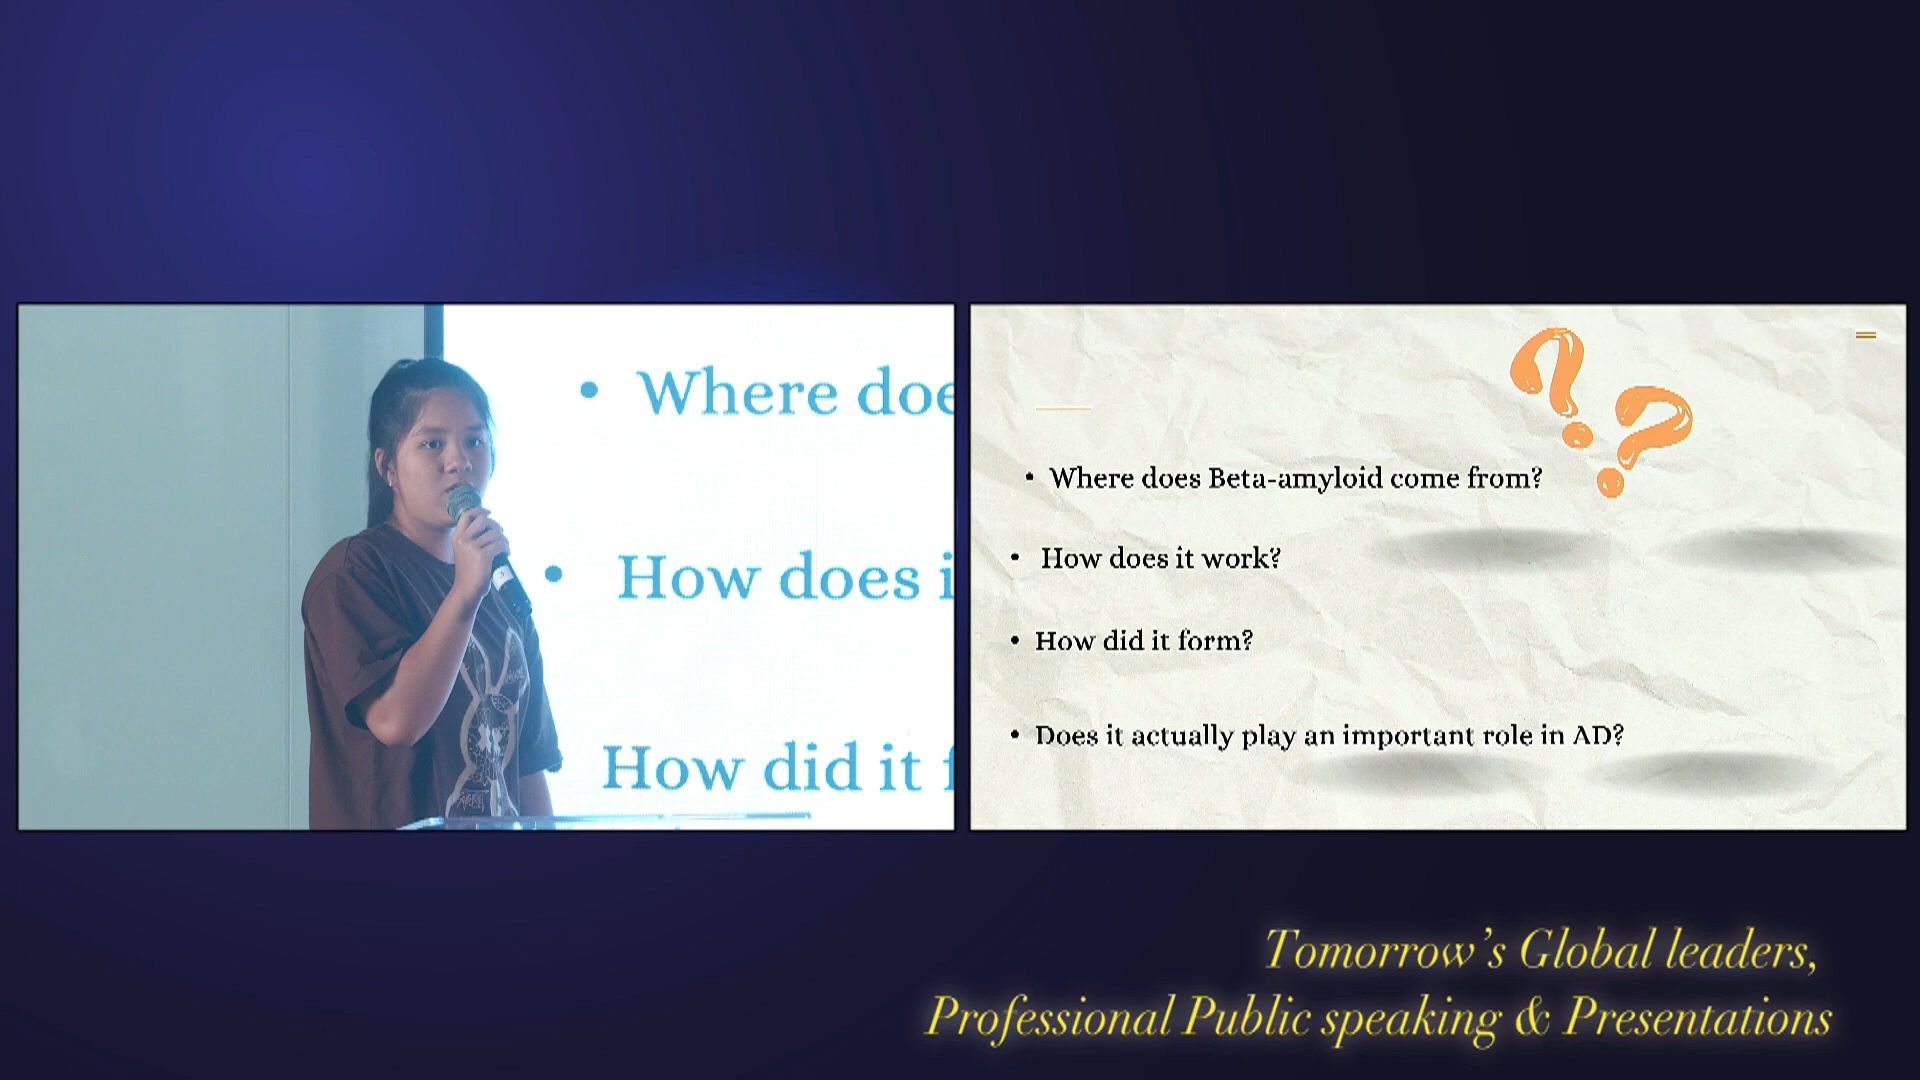 • Where doe
• How does i
How did it f
• Where does Beta-amyloid come from?
• How does it work?
• How did it form?
• Does it actually play an important role in AD?
Tomorrow's Global leaders,
Professional Public speaking & Presentations